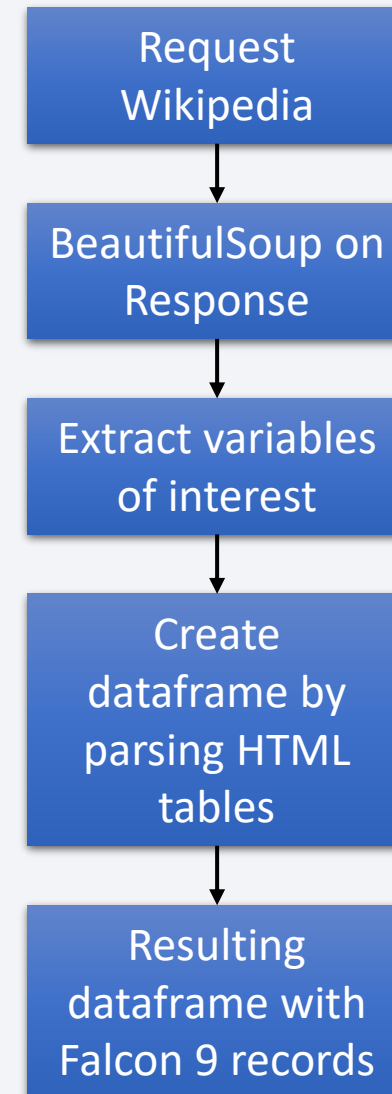 Request
Wikipedia
BeautifulSoup on
Response
Extract variables
of interest
Create
dataframe by
parsing HTML
tables
Resulting
dataframe with
Falcon 9 records